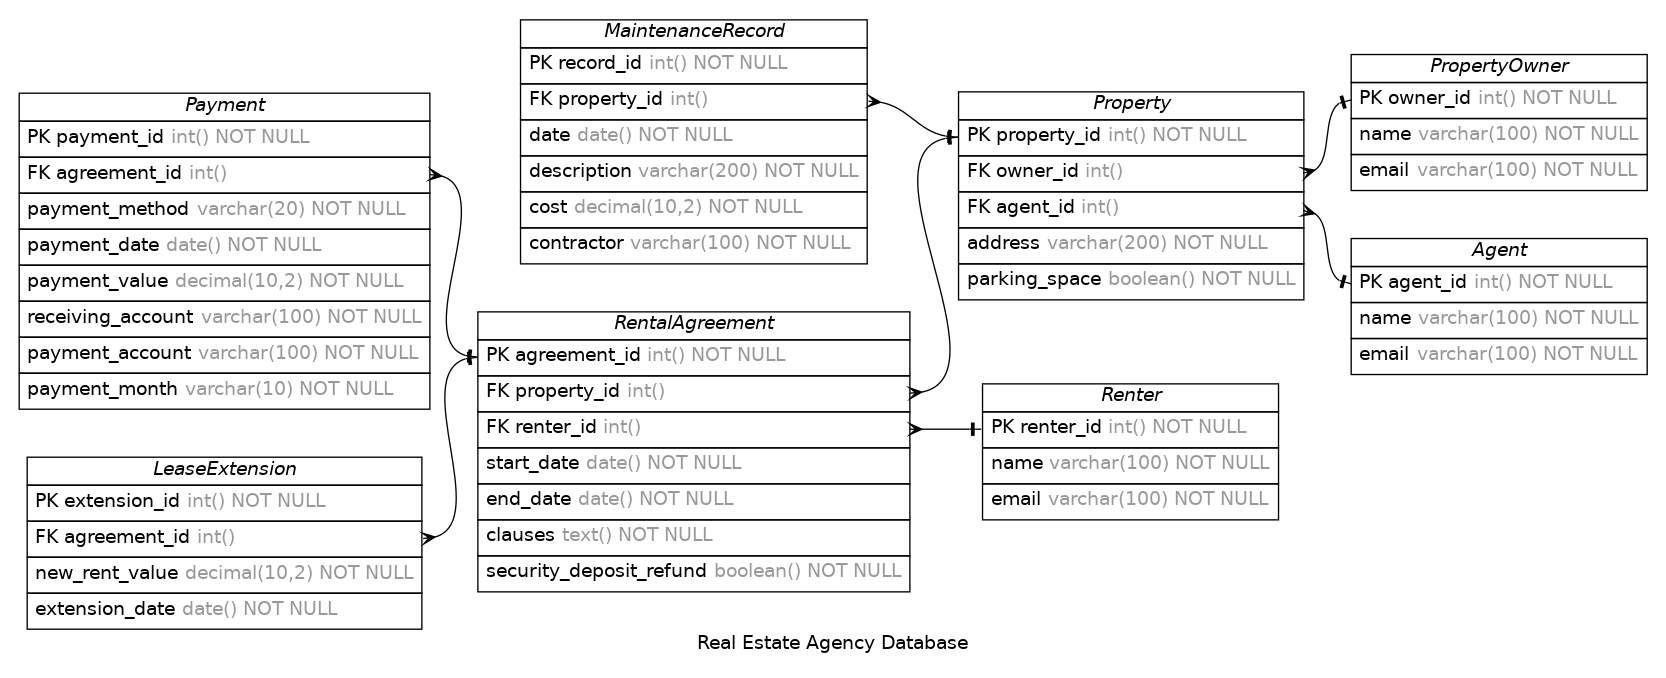 MaintenanceRecord
PK record_id int() NOT NULL
FK property_id int()
date date() NOT NULL
description varchar(200) NOT NULL
cost decimal(10,2) NOT NULL
contractor varchar(100) NOT NULL
PropertyOwner
PK owner_id int() NOT NULL
name varchar(100) NOT NULL
email varchar(100) NOT NULL
Payment
PK payment_id int() NOT NULL
FK agreement_id int()
payment_method varchar(20) NOT NULL
payment_date date() NOT NULL
payment_value decimal(10,2) NOT NULL
receiving_account varchar(100) NOT NULL
payment_account varchar(100) NOT NULL
payment_month varchar(10) NOT NULL
Property
PK property_id int() NOT NULL
FK owner_id int()
FK agent_id int()
address varchar(200) NOT NULL
parking_space boolean() NOT NULL
Agent
PK agent_id int() NOT NULL
name varchar(100) NOT NULL
email varchar(100) NOT NULL
RentalAgreement
PK agreement_id int() NOT NULL
FK property_id int()
FK renter_id int()
start_date date() NOT NULL
end_date date() NOT NULL
clauses text() NOT NULL
security_deposit_refund boolean() NOT NULL
Renter
PK renter_id int() NOT NULL
name varchar(100) NOT NULL
email varchar(100) NOT NULL
LeaseExtension
PK extension_id int() NOT NULL
FK agreement_id int()
new_rent_value decimal(10,2) NOT NULL
extension_date date() NOT NULL
Real Estate Agency Database